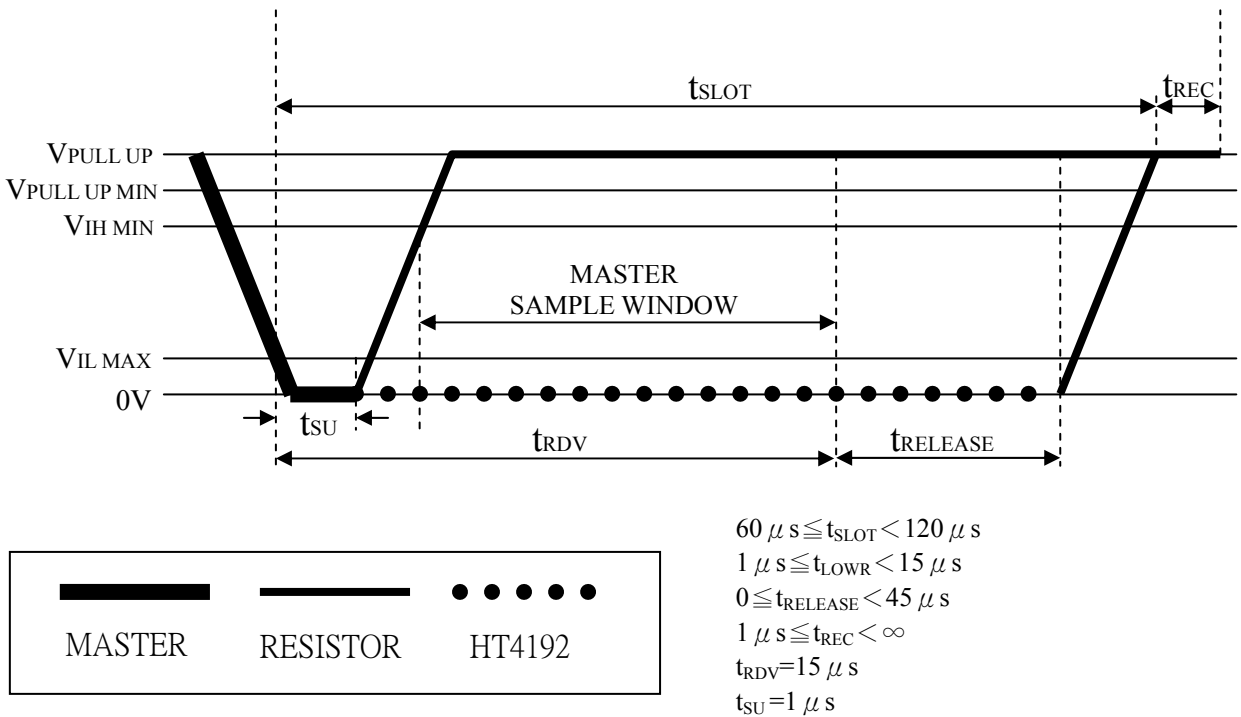 tSLOT
tREC
VPULL UP
VPULL UP MIN
VIH MIN
MASTER
SAMPLE WINDOW
VIL MAX
0V
tSU
tRDV
tRELEASE
60 μ s≦tSLOT<120 μ s
1 μ s≦tLOWR<15 μ s
0≦tRELEASE<45 μ s
1 μ s≦tREC<∞
tRDV=15 μ s
tSU=1 μ s
MASTER RESISTOR HT4192